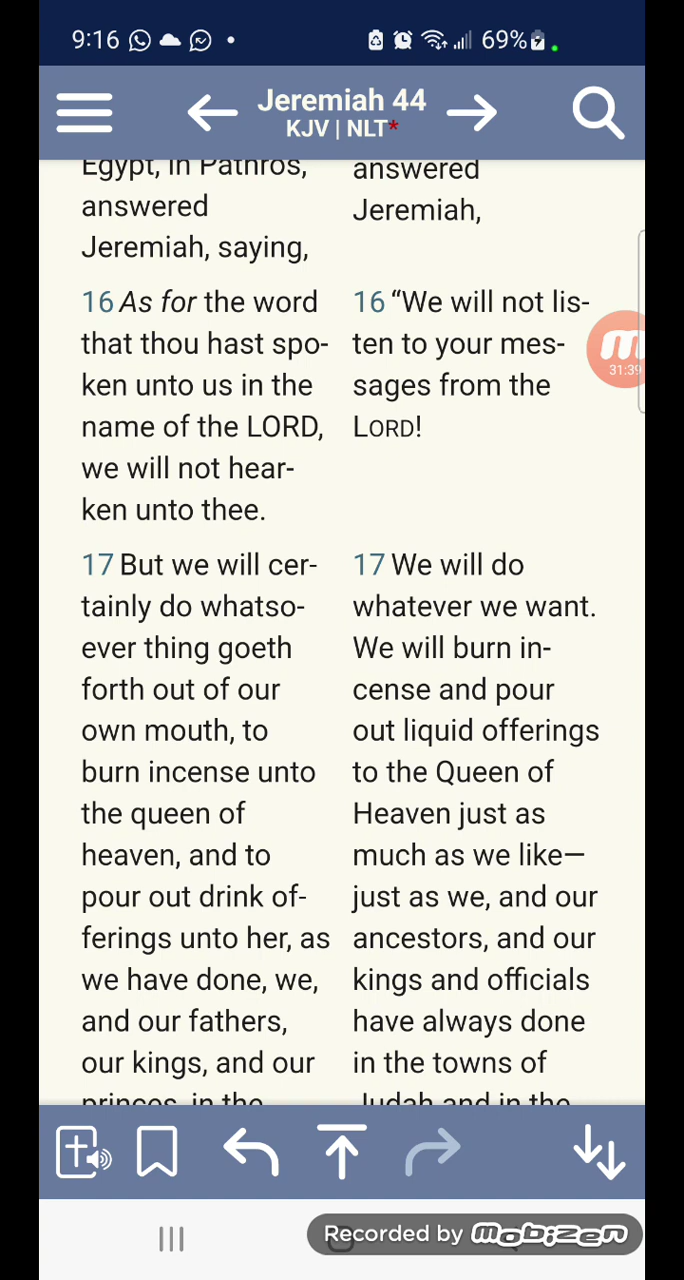 9:16
69%
Jeremiah 44
KJV | NLT*
Egypt, in Pathros,
answered
Jeremiah, saying,
16 As for the word
that thou hast spo-
ken unto us in the
name of the LORD,
we will not hear-
ken unto thee.
17 But we will cer-
tainly do whatso-
ever thing goeth
forth out of our
own mouth, to
burn incense unto
the queen of
heaven, and to
pour out drink of-
ferings unto her, as
we have done, we,
and our fathers,
our kings, and our
princes, in the
answered
Jeremiah,
16 “We will not lis-
ten to your mes-
sages from the
LORD!
17 We will do
whatever we want.
We will burn in-
cense and pour
out liquid offerings
to the Queen of
Heaven just as
much as we like—
just as we, and our
ancestors, and our
kings and officials
have always done
in the towns of
Judah and in the
31:39
Recorded by mobizen